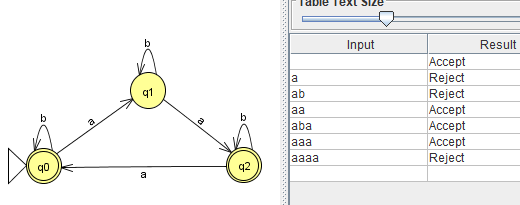 Table Text Size
Input Result
Accept
a Reject
ab Reject
aa Accept
aba Accept
aaa Accept
aaaa Reject
b
q1
a a
b b
q0 q2
a